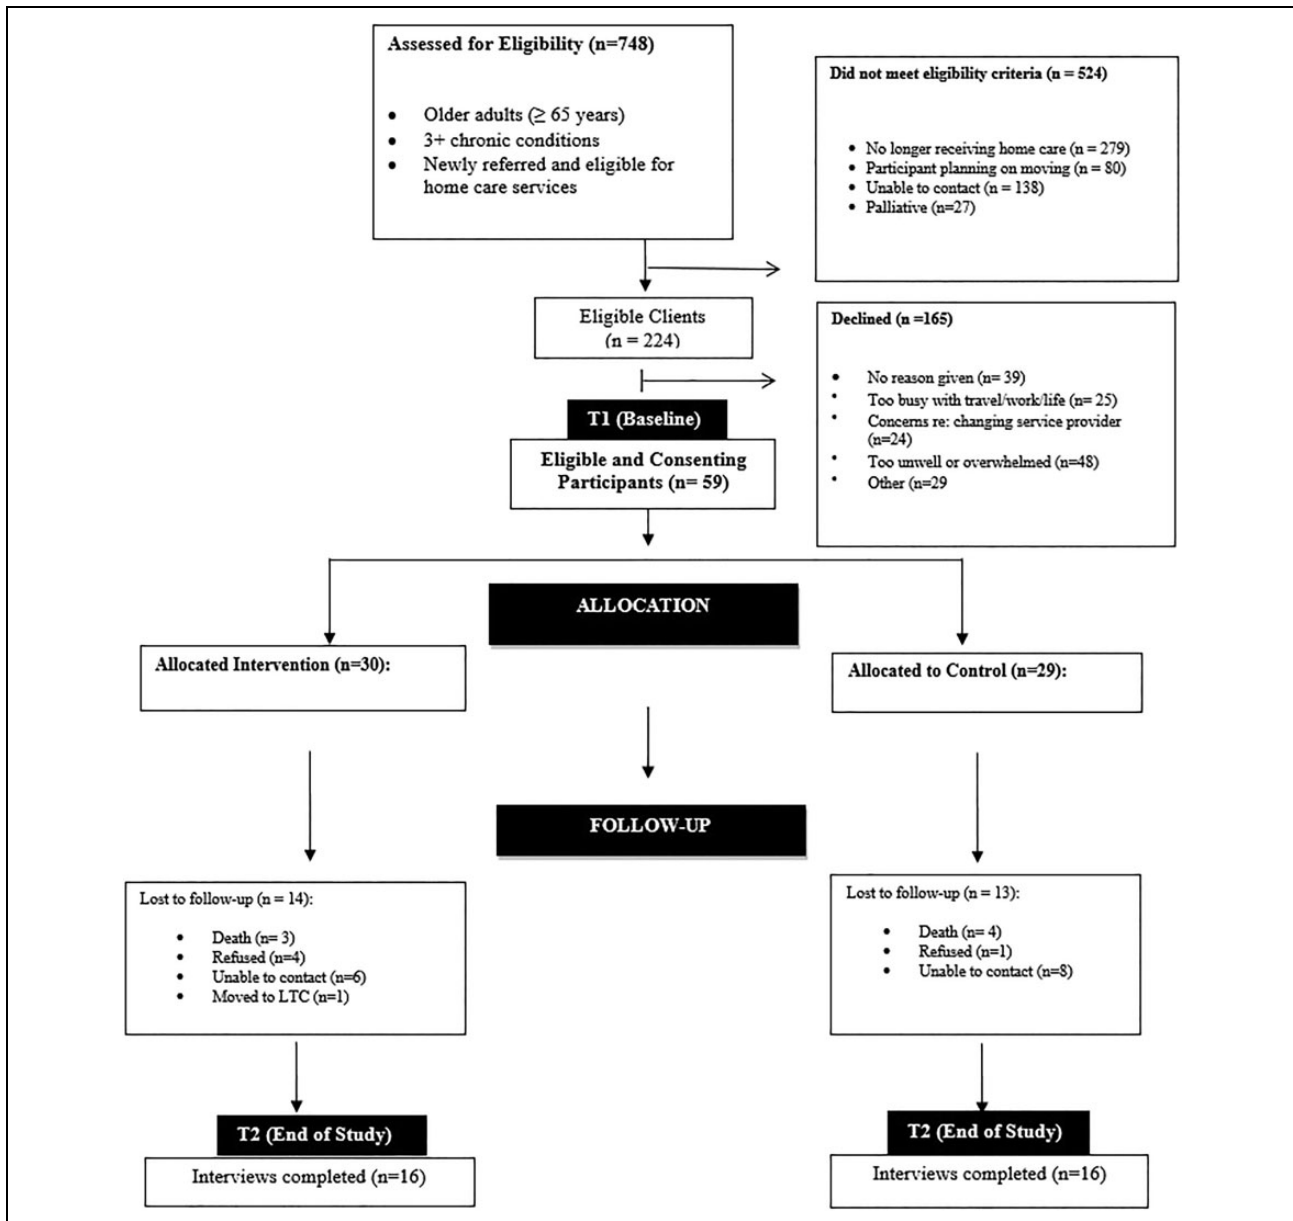 Assessed for Eligibility (n=748)
• Older adults (≥ 65 years)
• 3+ chronic conditions
• Newly referred and eligible for
home care services
Did not meet eligibility criteria (n = 524)
• No longer receiving home care (n = 279)
• Participant planning on moving (n = 80)
• Unable to contact (n = 138)
• Palliative (n=27)
Eligible Clients
(n = 224)
Declined (n =165)
• No reason given (n= 39)
• Too busy with travel/work/life (n= 25)
• Concerns re: changing service provider
(n=24)
• Too unwell or overwhelmed (n=48)
• Other (n=29
T1 (Baseline)
Eligible and Consenting
Participants (n= 59)
ALLOCATION
Allocated Intervention (n=30):
Allocated to Control (n=29):
FOLLOW-UP
Lost to follow-up (n = 14):
• Death (n= 3)
• Refused (n=4)
• Unable to contact (n=6)
• Moved to LTC (n=1)
Lost to follow-up (n = 13):
• Death (n= 4)
• Refused (n=1)
• Unable to contact (n=8)
T2 (End of Study)
Interviews completed (n=16)
T2 (End of Study)
Interviews completed (n=16)